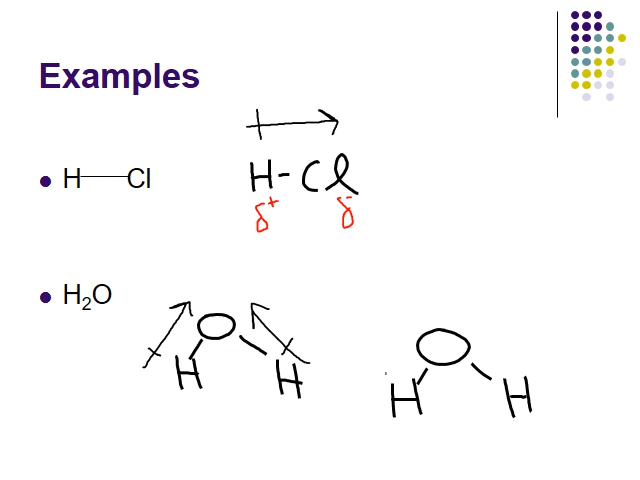 Examples
H—Cl
H-Cl
δ⁺ δ⁻
H₂O
O
H H
O
H H